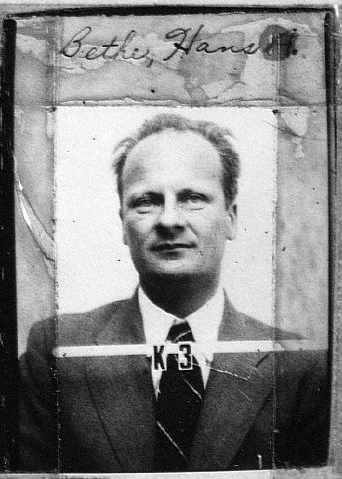 Bethe, Hans A.
K 3